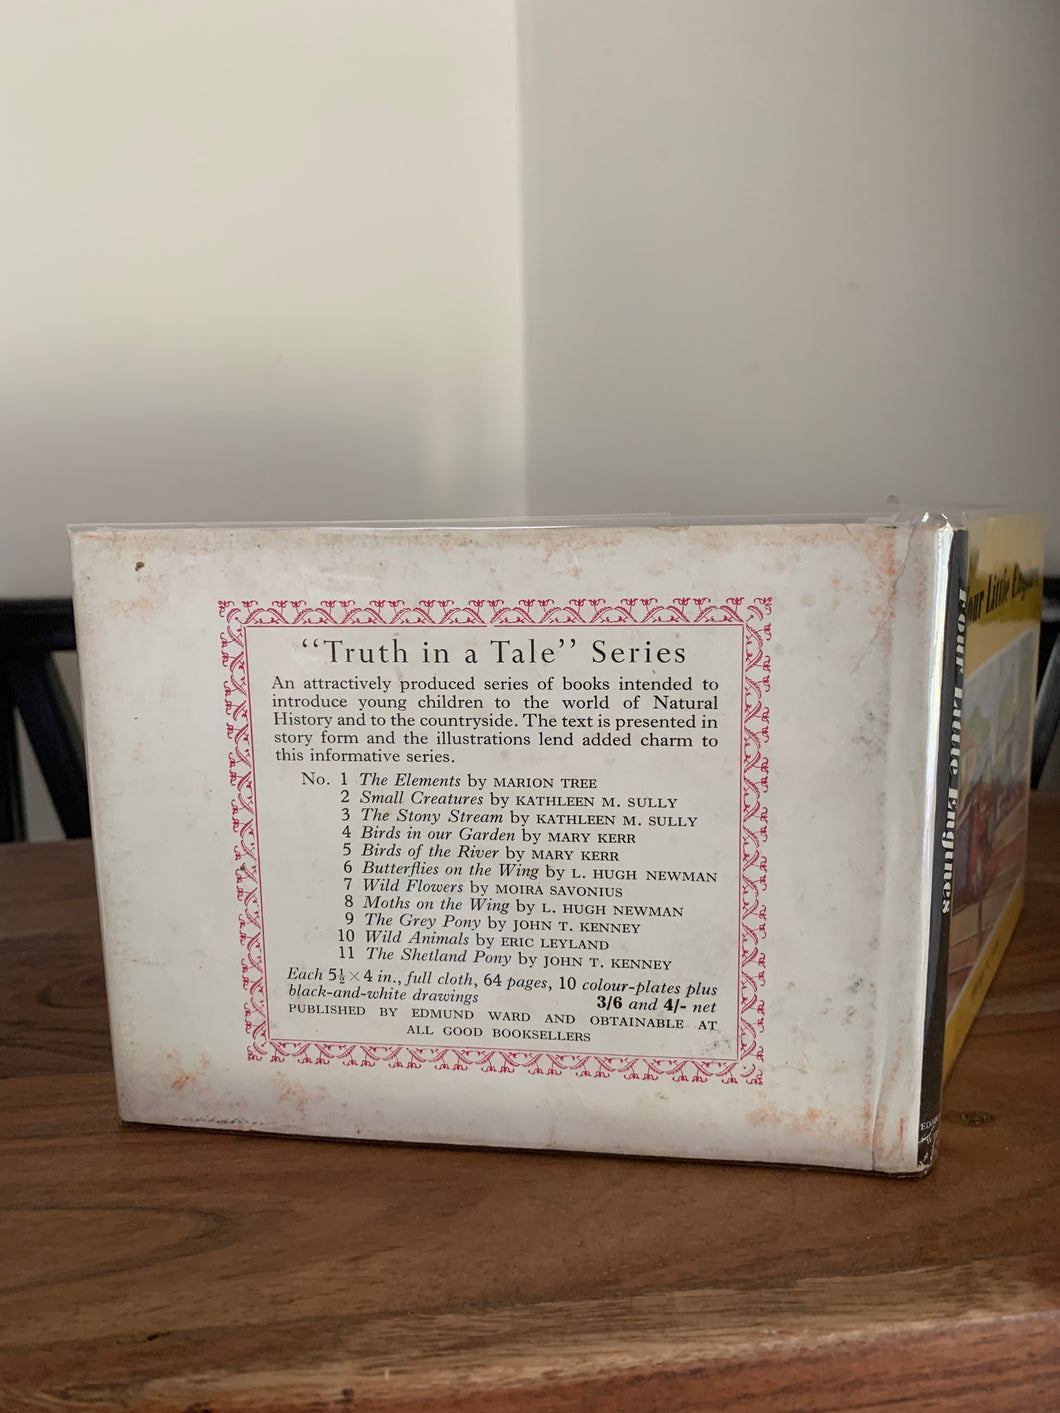 “Truth in a Tale” Series
An attractively produced series of books intended to
introduce young children to the world of Natural
History and to the countryside. The text is presented in
story form and the illustrations lend added charm to
this informative series.
No. 1 The Elements by MARION TREE
2 Small Creatures by KATHLEEN M. SULLY
3 The Stony Stream by KATHLEEN M. SULLY
4 Birds in our Garden by MARY KERR
5 Birds of the River by MARY KERR
6 Butterflies on the Wing by L. HUGH NEWMAN
7 Wild Flowers by MOIRA SAVONIUS
8 Moths on the Wing by L. HUGH NEWMAN
9 The Grey Pony by JOHN T. KENNEY
10 Wild Animals by ERIC LEYLAND
11 The Shetland Pony by JOHN T. KENNEY
Each 5½ × 4 in., full cloth, 64 pages, 10 colour-plates plus
black-and-white drawings 3/6 and 4/- net
PUBLISHED BY EDMUND WARD AND OBTAINABLE AT
ALL GOOD BOOKSELLERS
Four Little Engines
our Little Eng